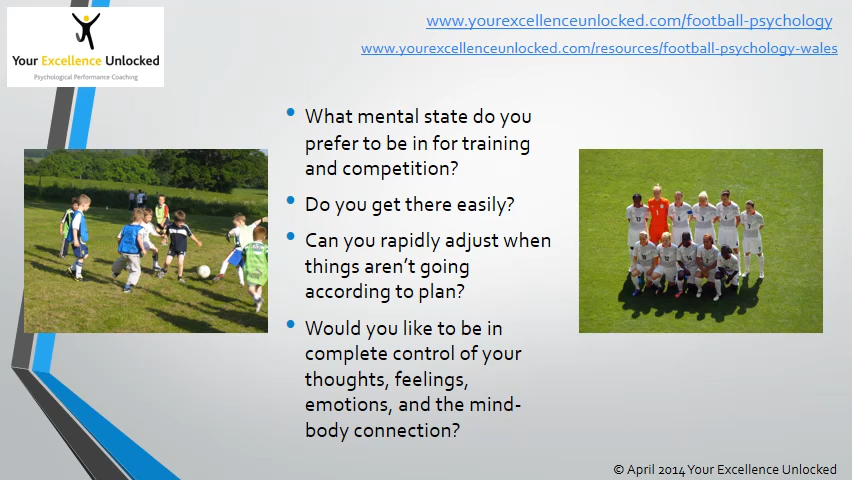 www.yourexcellenceunlocked.com/football-psychology
www.yourexcellenceunlocked.com/resources/football-psychology-wales
Your Excellence Unlocked
Psychological Performance Coaching
• What mental state do you
prefer to be in for training
and competition?
• Do you get there easily?
• Can you rapidly adjust when
things aren’t going
according to plan?
• Would you like to be in
complete control of your
thoughts, feelings,
emotions, and the mind-
body connection?
© April 2014 Your Excellence Unlocked